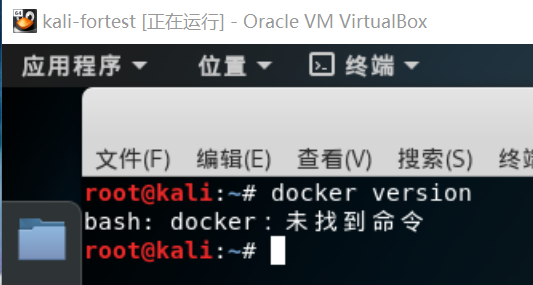 kali-fortest [正在运行] - Oracle VM VirtualBox
应用程序 位置 终端
文件(F) 编辑(E) 查看(V) 搜索(S) 终端
root@kali:~# docker version
bash: docker：未找到命令
root@kali:~#